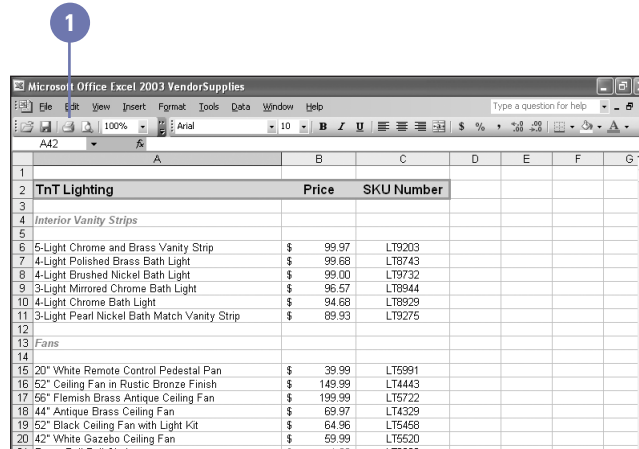 1
Microsoft Office Excel 2003 VendorSupplies
File Edit View Insert Format Tools Data Window Help Type a question for help
100% Arial 10 B I U $ % ,
A42 fx
A B C D E F G
1
2 TnT Lighting Price SKU Number
3
4 Interior Vanity Strips
5
6 5-Light Chrome and Brass Vanity Strip $ 99.97 LT9203
7 4-Light Polished Brass Bath Light $ 99.68 LT8743
8 4-Light Brushed Nickel Bath Light $ 99.00 LT9732
9 3-Light Mirrored Chrome Bath Light $ 96.57 LT8944
10 4-Light Chrome Bath Light $ 94.68 LT8929
11 3-Light Pearl Nickel Bath Match Vanity Strip $ 89.93 LT9275
12
13 Fans
14
15 20" White Remote Control Pedestal Pan $ 39.99 LT5991
16 52" Ceiling Fan in Rustic Bronze Finish $ 149.99 LT4443
17 56" Flemish Brass Antique Ceiling Fan $ 199.99 LT5722
18 44" Antique Brass Ceiling Fan $ 69.97 LT4329
19 52" Black Ceiling Fan with Light Kit $ 64.96 LT5458
20 42" White Gazebo Ceiling Fan $ 59.99 LT5520